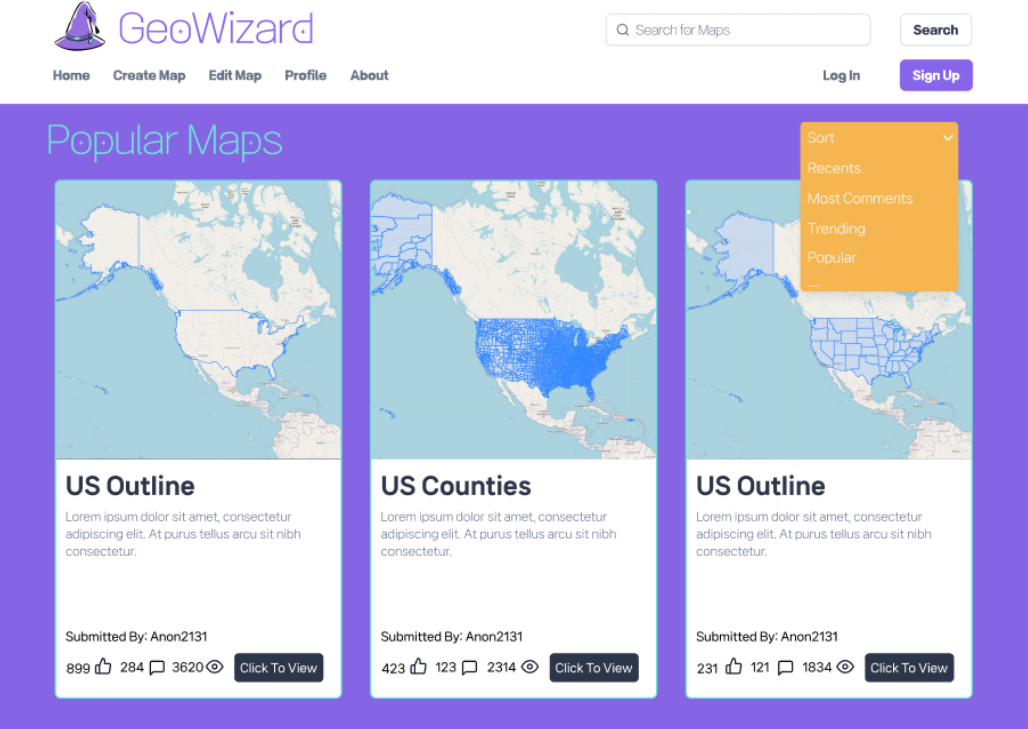 GeoWizard
Search for Maps
Search
Home Create Map Edit Map Profile About
Log In
Sign Up
Popular Maps
Sort
Recents
Most Comments
Trending
Popular
....
US Outline
Lorem ipsum dolor sit amet, consectetur
adipiscing elit. At purus tellus arcu sit nibh
consectetur.
Submitted By: Anon2131
899 284 3620 Click To View
US Counties
Lorem ipsum dolor sit amet, consectetur
adipiscing elit. At purus tellus arcu sit nibh
consectetur.
Submitted By: Anon2131
423 123 2314 Click To View
US Outline
Lorem ipsum dolor sit amet, consectetur
adipiscing elit. At purus tellus arcu sit nibh
consectetur.
Submitted By: Anon2131
231 121 1834 Click To View